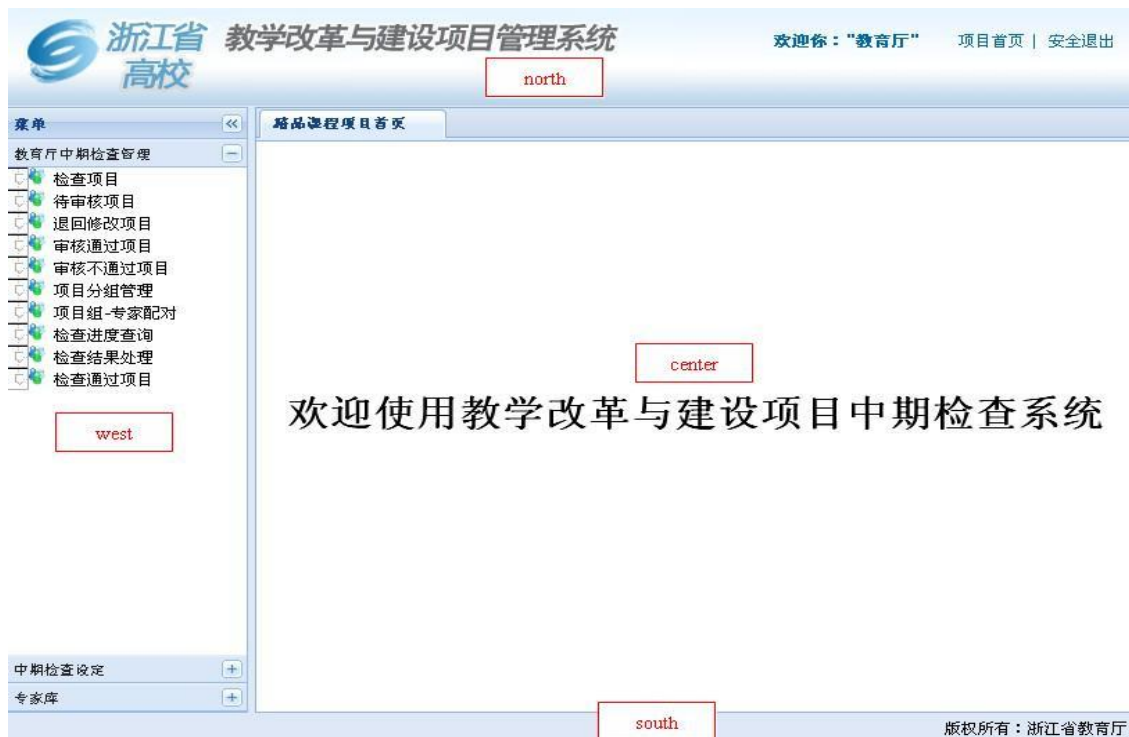 浙江省
高校
教学改革与建设项目管理系统
欢迎你："教育厅" 项目首页 | 安全退出
north
菜单
精品课程项目首页
教育厅中期检查管理
检查项目
待审核项目
退回修改项目
审核通过项目
审核不通过项目
项目分组管理
项目组-专家配对
检查进度查询
检查结果处理
检查通过项目
west
center
欢迎使用教学改革与建设项目中期检查系统
中期检查设定
专家库
south
版权所有：浙江省教育厅